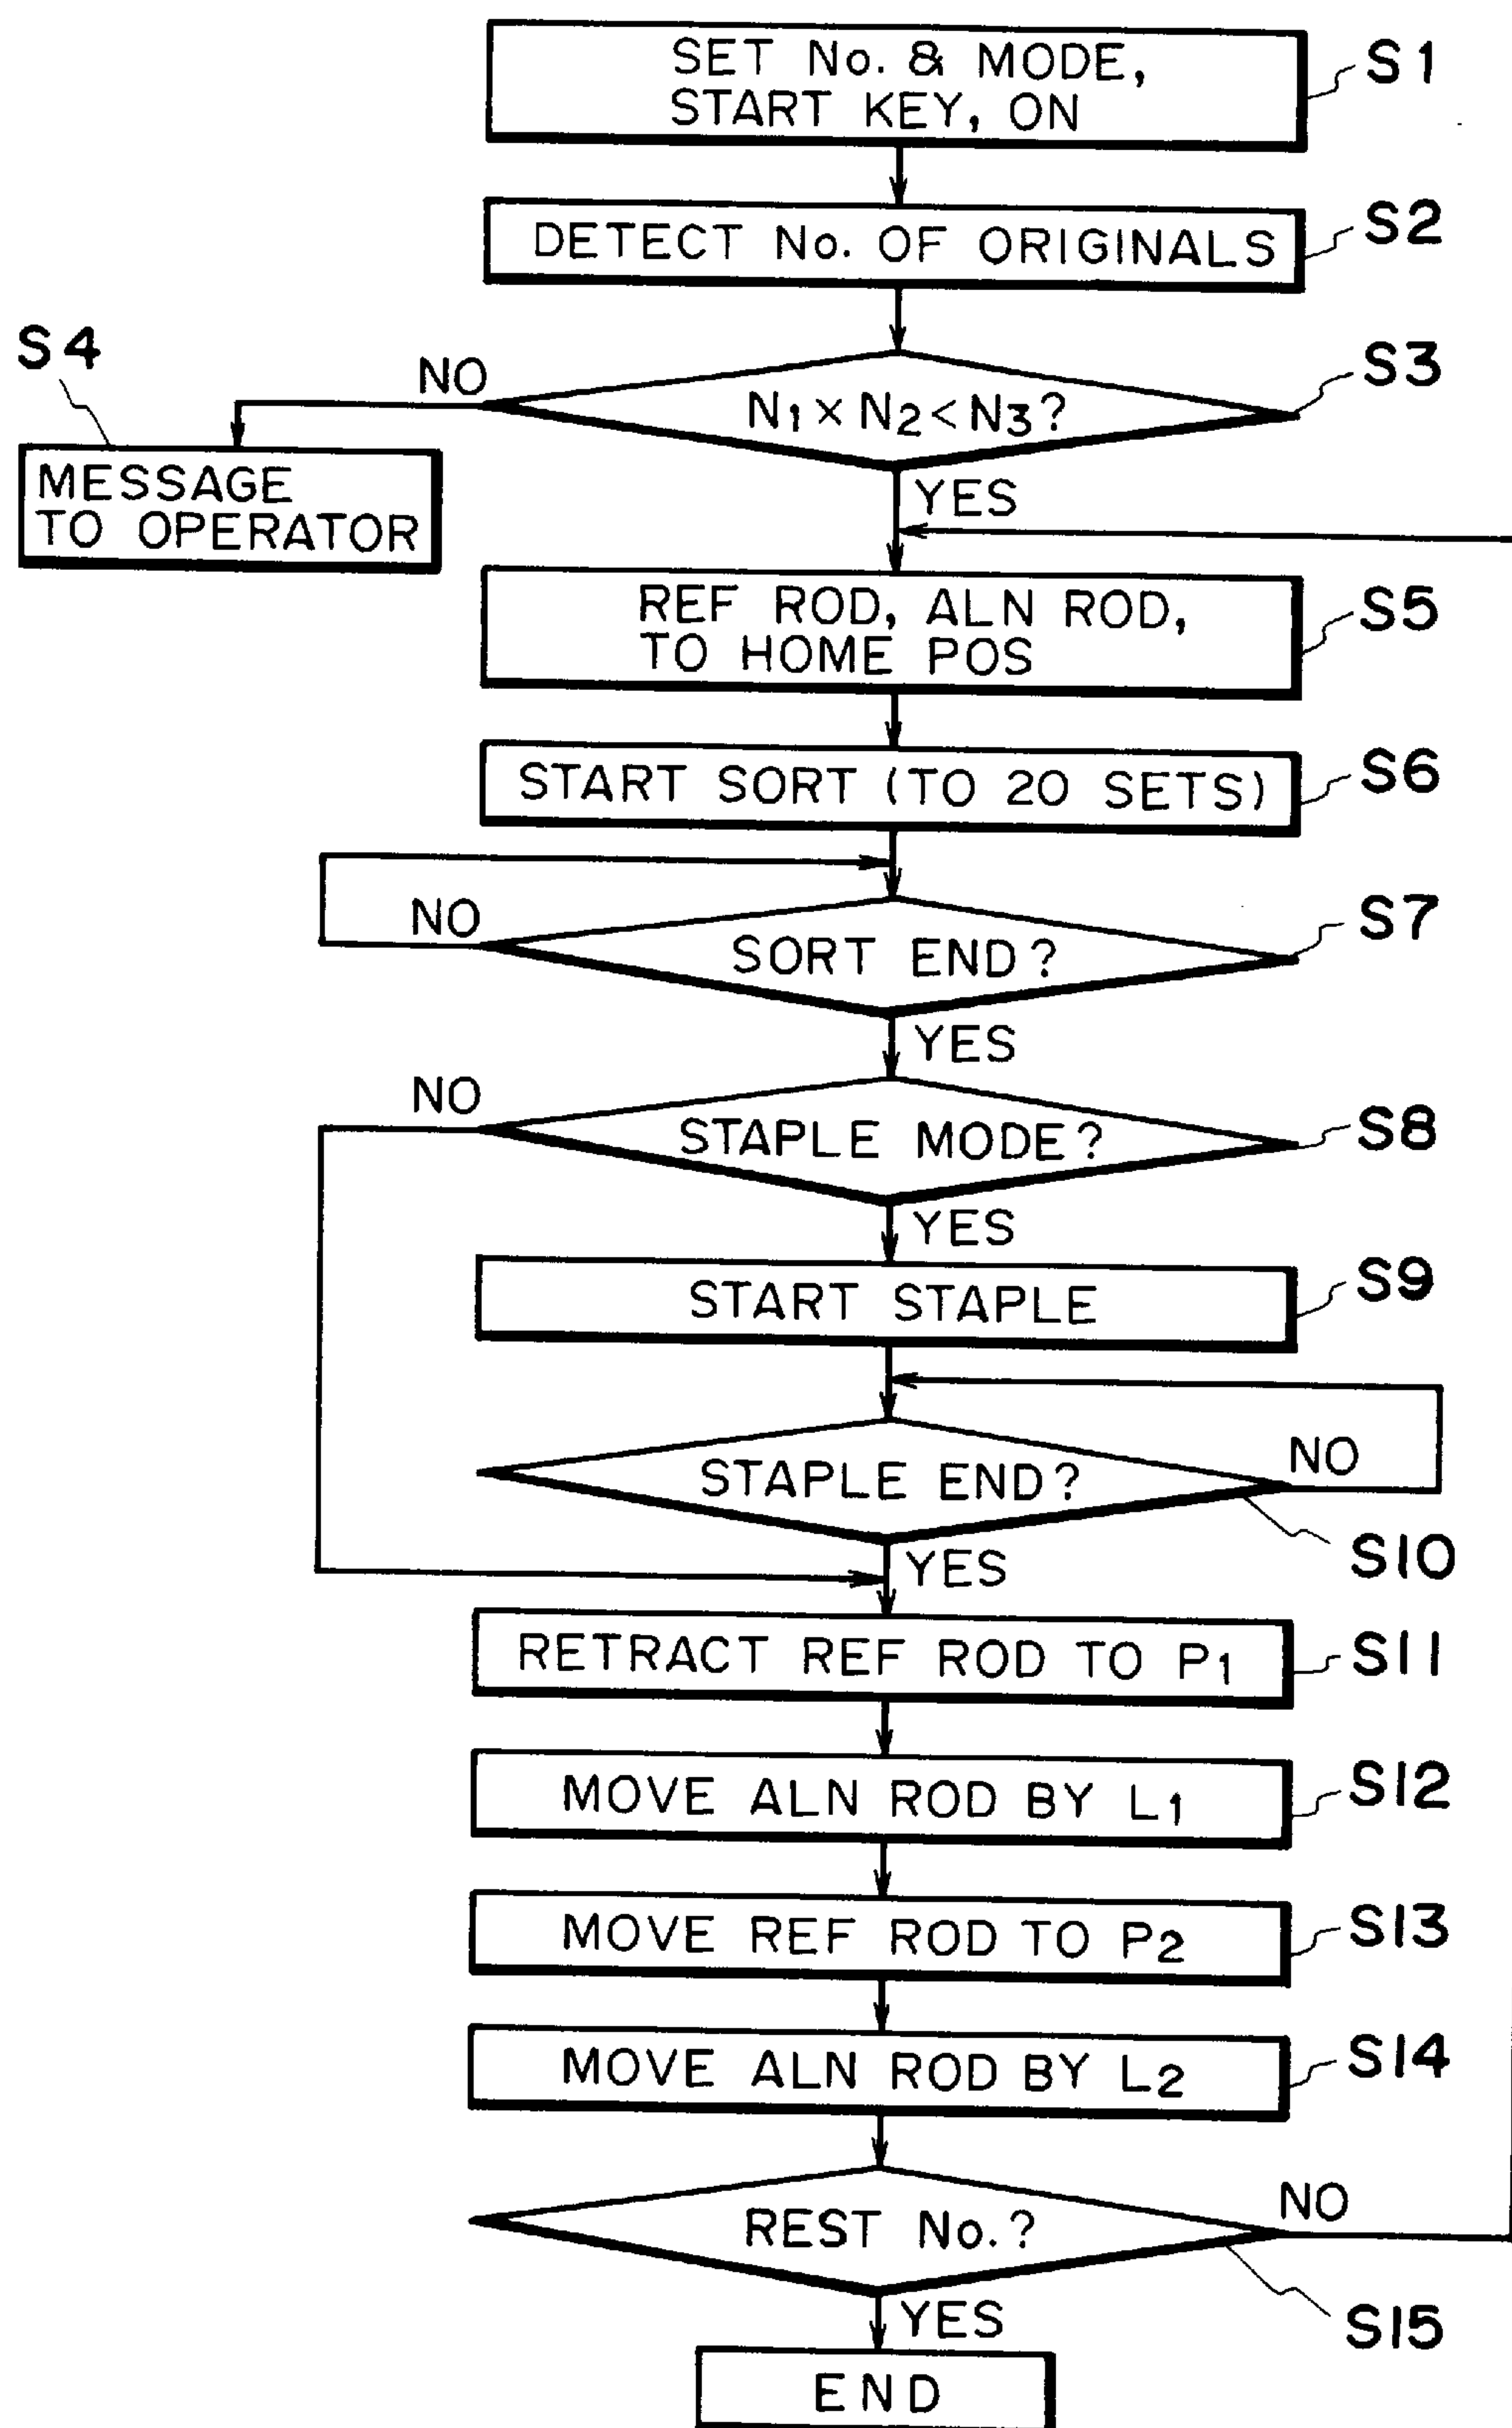 SET No. & MODE,
START KEY, ON
S1
DETECT No. OF ORIGINALS
S2
N1 × N2 < N3 ?
S3
NO
S4
MESSAGE
TO OPERATOR
YES
REF ROD, ALN ROD,
TO HOME POS
S5
START SORT (TO 20 SETS)
S6
SORT END ?
S7
NO
YES
STAPLE MODE ?
S8
NO
YES
START STAPLE
S9
STAPLE END ?
NO
S10
YES
RETRACT REF ROD TO P1
S11
MOVE ALN ROD BY L1
S12
MOVE REF ROD TO P2
S13
MOVE ALN ROD BY L2
S14
REST No. ?
NO
S15
YES
END